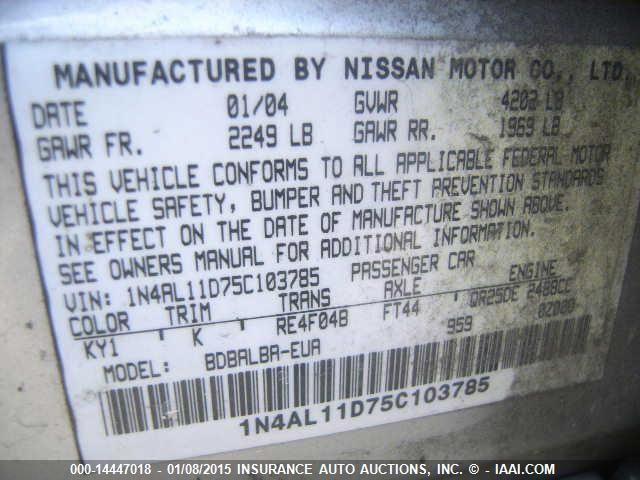 MANUFACTURED BY NISSAN MOTOR CO., LTD.
DATE 01/04 GVWR 4202 LB
GAWR FR. 2249 LB GAWR RR. 1959 LB
THIS VEHICLE CONFORMS TO ALL APPLICABLE FEDERAL MOTOR
VEHICLE SAFETY, BUMPER AND THEFT PREVENTION STANDARDS
IN EFFECT ON THE DATE OF MANUFACTURE SHOWN ABOVE.
SEE OWNERS MANUAL FOR ADDITIONAL INFORMATION.
VIN: 1N4AL11D75C103785 PASSENGER CAR
COLOR TRIM TRANS AXLE ENGINE
KY1 K RE4F04B FT44 QR25DE 2488CC
959 02000
MODEL: BDBALBA-EUA
1N4AL11D75C103785
000-14447018 - 01/08/2015 INSURANCE AUTO AUCTIONS, INC. © - IAAI.COM